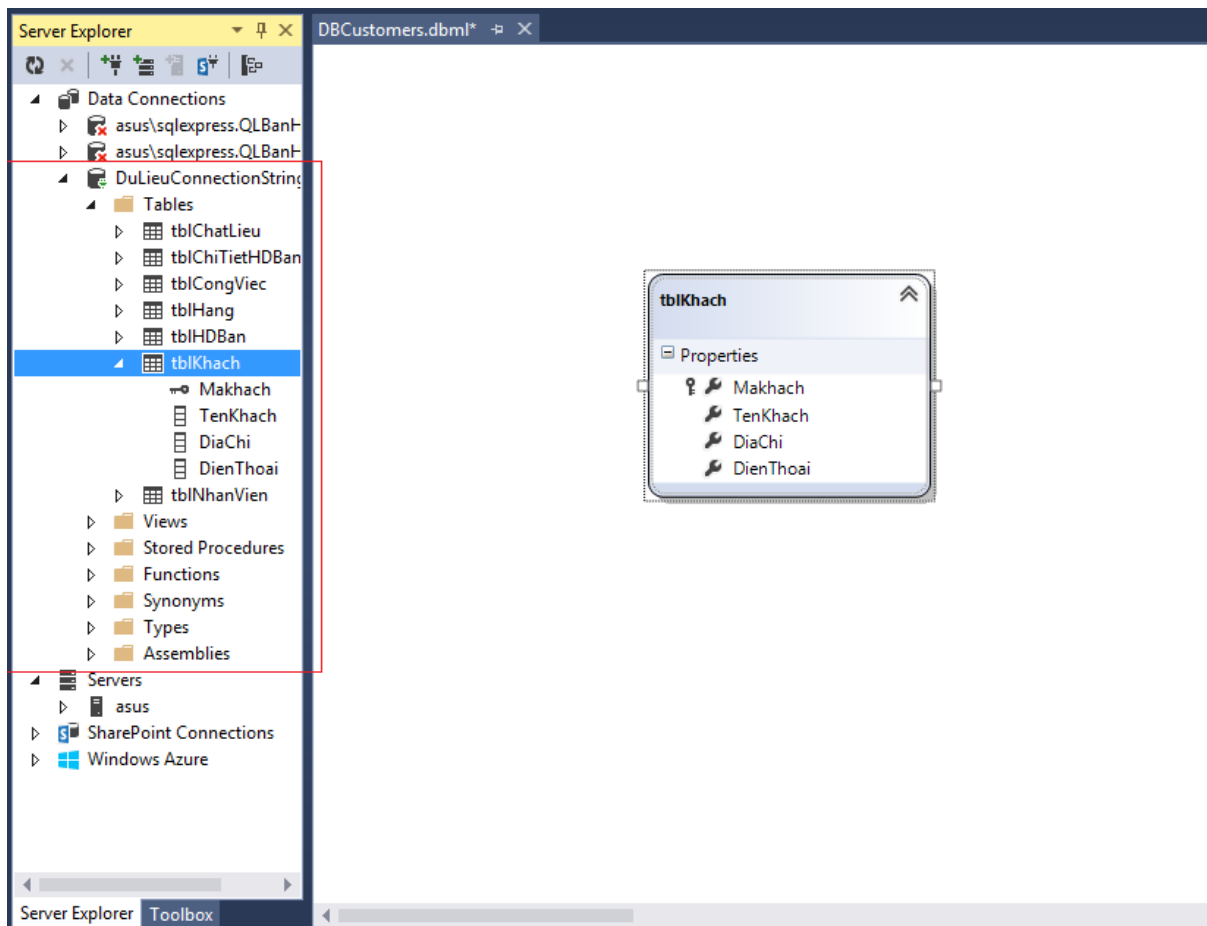 Server Explorer
DBCustomers.dbml*
Data Connections
asus\sqlexpress.QLBanH
asus\sqlexpress.QLBanH
DuLieuConnectionString
Tables
tblChatLieu
tblChiTietHDBan
tblCongViec
tblHang
tblHDBan
tblKhach
Makhach
TenKhach
DiaChi
DienThoai
tblNhanVien
Views
Stored Procedures
Functions
Synonyms
Types
Assemblies
Servers
asus
SharePoint Connections
Windows Azure
Server Explorer
Toolbox
tblKhach
Properties
Makhach
TenKhach
DiaChi
DienThoai